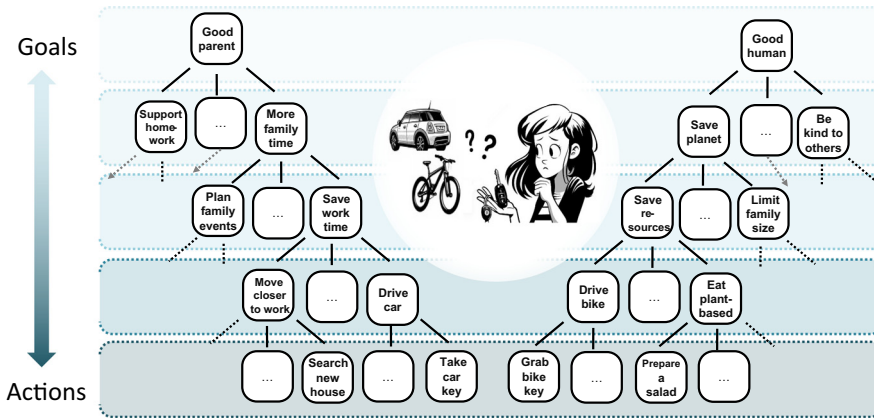 Goals
Good
parent
Good
human
Support
home-
work
...
More
family
time
? ?
Save
planet
...
Be
kind to
others
Plan
family
events
...
Save
work
time
Save
re-
sources
...
Limit
family
size
Move
closer
to work
...
Drive
car
Drive
bike
...
Eat
plant-
based
Actions
...
Search
new
house
...
Take
car
key
Grab
bike
key
...
Prepare
a
salad
...